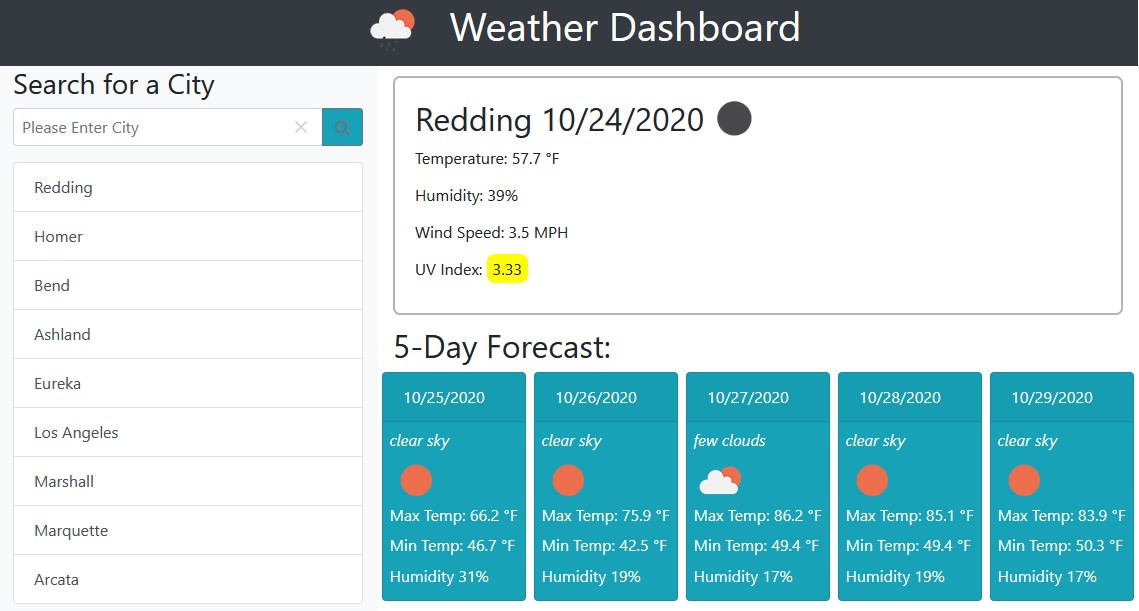 Weather Dashboard
Search for a City
Please Enter City
Redding
Homer
Bend
Ashland
Eureka
Los Angeles
Marshall
Marquette
Arcata
Redding 10/24/2020
Temperature: 57.7 °F
Humidity: 39%
Wind Speed: 3.5 MPH
UV Index: 3.33
5-Day Forecast:
10/25/2020
clear sky
Max Temp: 66.2 °F
Min Temp: 46.7 °F
Humidity 31%
10/26/2020
clear sky
Max Temp: 75.9 °F
Min Temp: 42.5 °F
Humidity 19%
10/27/2020
few clouds
Max Temp: 86.2 °F
Min Temp: 49.4 °F
Humidity 17%
10/28/2020
clear sky
Max Temp: 85.1 °F
Min Temp: 49.4 °F
Humidity 19%
10/29/2020
clear sky
Max Temp: 83.9 °F
Min Temp: 50.3 °F
Humidity 17%